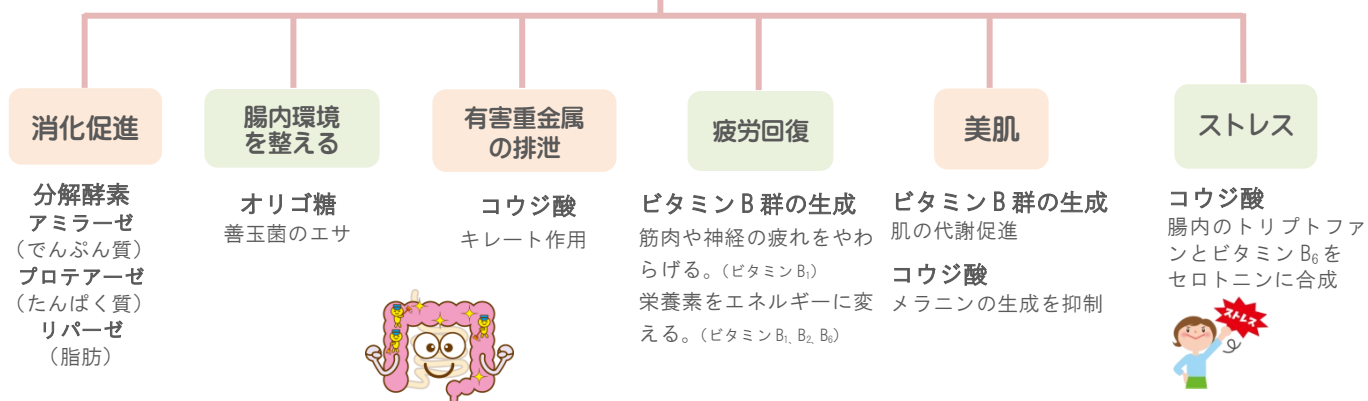 消化促進
分解酵素
アミラーゼ
（でんぷん質）
プロテアーゼ
（たんぱく質）
リパーゼ
（脂肪）
腸内環境
を整える
オリゴ糖
善玉菌のエサ
有害重金属
の排泄
コウジ酸
キレート作用
疲労回復
ビタミンB群の生成
筋肉や神経の疲れをやわ
らげる。（ビタミンB₁）
栄養素をエネルギーに変
える。（ビタミンB₁、B₂、B₆）
美肌
ビタミンB群の生成
肌の代謝促進
コウジ酸
メラニンの生成を抑制
ストレス
コウジ酸
腸内のトリプトファ
ンとビタミンB₆を
セロトニンに合成
ストレス